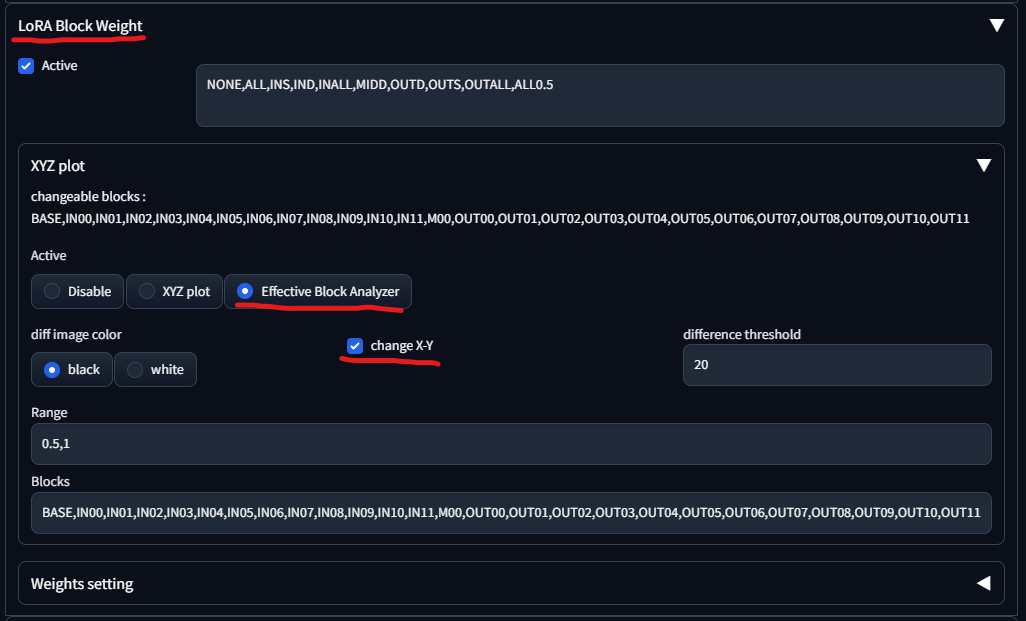 LoRA Block Weight
Active
NONE,ALL,INS,IND,INALL,MIDD,OUTD,OUTS,OUTALL,ALL0.5
XYZ plot
changeable blocks :
BASE,IN00,IN01,IN02,IN03,IN04,IN05,IN06,IN07,IN08,IN09,IN10,IN11,M00,OUT00,OUT01,OUT02,OUT03,OUT04,OUT05,OUT06,OUT07,OUT08,OUT09,OUT10,OUT11
Active
Disable XYZ plot Effective Block Analyzer
diff image color change X-Y difference threshold
black white 20
Range
0.5,1
Blocks
BASE,IN00,IN01,IN02,IN03,IN04,IN05,IN06,IN07,IN08,IN09,IN10,IN11,M00,OUT00,OUT01,OUT02,OUT03,OUT04,OUT05,OUT06,OUT07,OUT08,OUT09,OUT10,OUT11
Weights setting